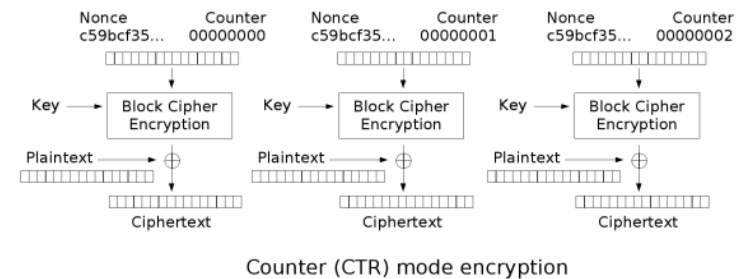 Nonce Counter Nonce Counter Nonce Counter
c59bcf35... 00000000 c59bcf35... 00000001 c59bcf35... 00000002
Key Block Cipher Encryption Key Block Cipher Encryption Key Block Cipher Encryption
Plaintext Plaintext Plaintext
Ciphertext Ciphertext Ciphertext
Counter (CTR) mode encryption